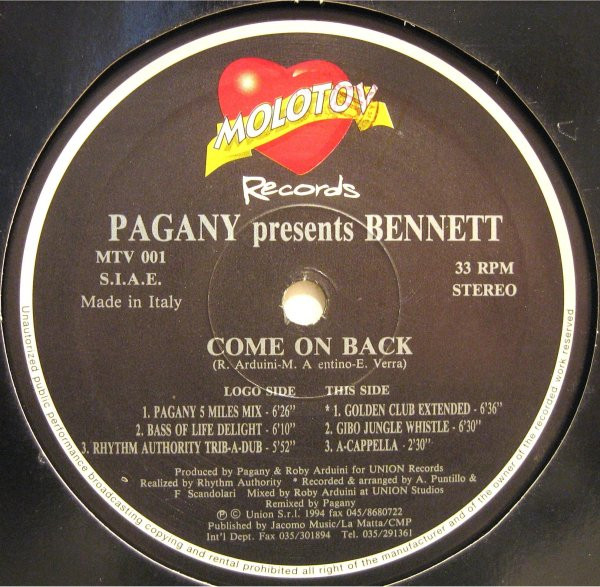 MOLOTOV
Records
PAGANY presents BENNETT
MTV 001
S.I.A.E.
Made in Italy
33 RPM
STEREO
COME ON BACK
(R. Arduini-M. A entino-E. Verra)
LOGO SIDE
1. PAGANY 5 MILES MIX - 6'26"
2. BASS OF LIFE DELIGHT - 6'10"
3. RHYTHM AUTHORITY TRIB-A-DUB - 5'52"
THIS SIDE
* 1. GOLDEN CLUB EXTENDED - 6'36"
2. GIBO JUNGLE WHISTLE - 6'30"
3. A-CAPPELLA - 2'30"
Produced by Pagany & Roby Arduini for UNION Records
Realized by Rhythm Authority * Recorded & arranged by A. Puntillo &
F Scandolari Mixed by Roby Arduini at UNION Studios
Remixed by Pagany
℗ © Union S.r.l. 1994 fax 045/8680722
Published by Jacomo Music/La Matta/CMP
Int'l Dept. Fax 035/301894 Tel. 035/291361
Unautorized public performance broadcasting copying and rental prohibited all right of the manufacturer and of the owner of the recorded work reserved